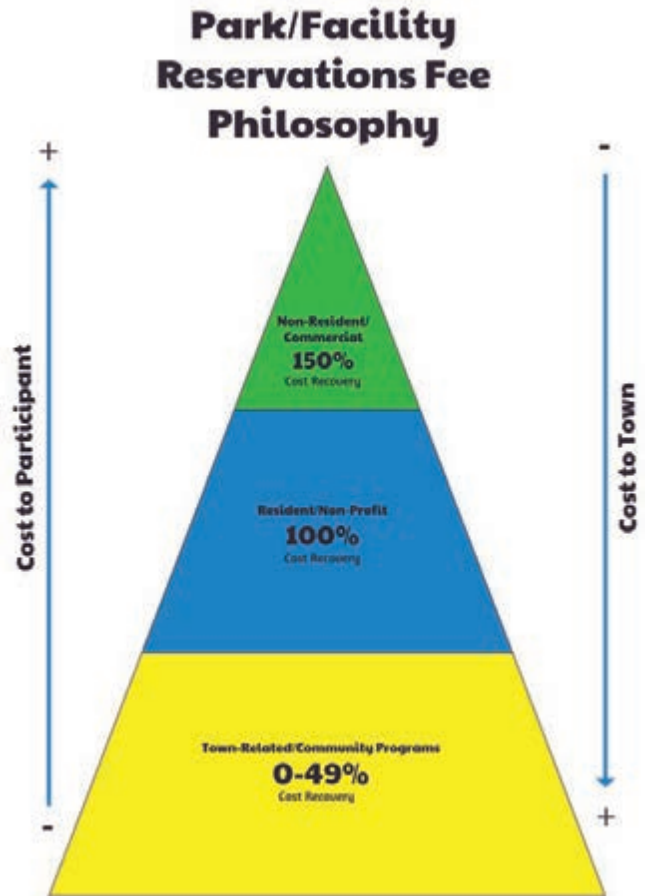 Park/Facility
Reservations Fee
Philosophy
+
-
Cost to Participant
Non-Resident/
Commercial
150%
Cost Recovery
Cost to Town
Resident/Non-Profit
100%
Cost Recovery
Town-Related/Community Programs
0-49%
Cost Recovery
-
+